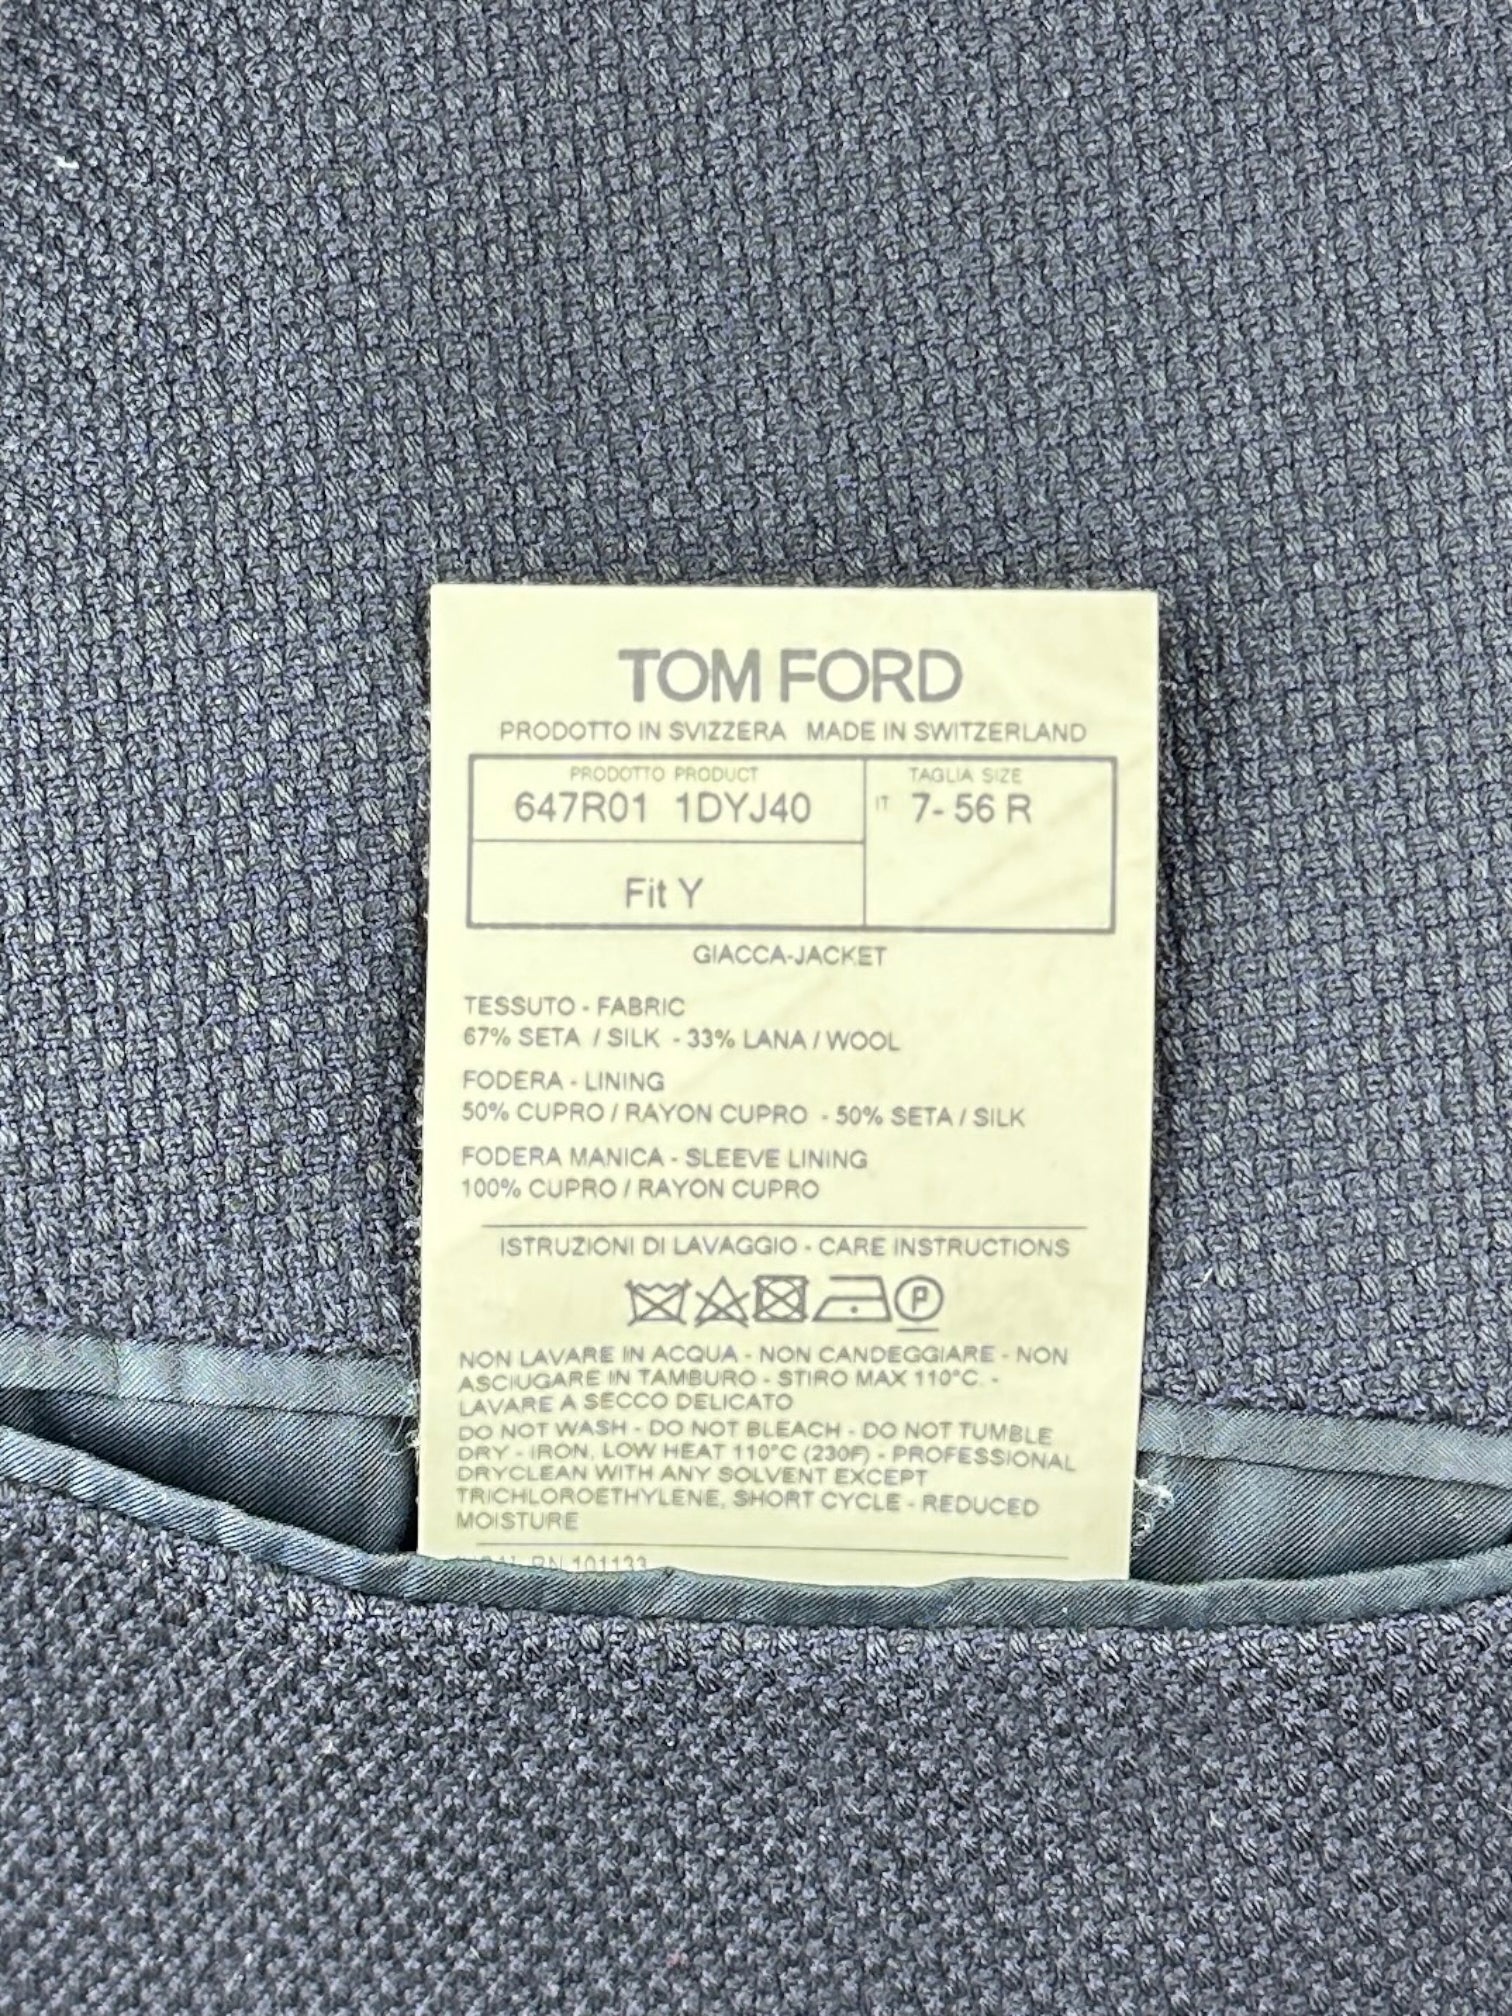 TOM FORD
PRODOTTO IN SVIZZERA MADE IN SWITZERLAND
PRODOTTO PRODUCT
647R01 1DYJ40
TAGLIA SIZE
IT 7- 56 R
Fit Y
GIACCA-JACKET
TESSUTO - FABRIC
67% SETA / SILK - 33% LANA / WOOL
FODERA - LINING
50% CUPRO / RAYON CUPRO - 50% SETA / SILK
FODERA MANICA - SLEEVE LINING
100% CUPRO / RAYON CUPRO
ISTRUZIONI DI LAVAGGIO - CARE INSTRUCTIONS
P
NON LAVARE IN ACQUA - NON CANDEGGIARE - NON
ASCIUGARE IN TAMBURO - STIRO MAX 110°C. -
LAVARE A SECCO DELICATO
DO NOT WASH - DO NOT BLEACH - DO NOT TUMBLE
DRY - IRON, LOW HEAT 110°C (230F) - PROFESSIONAL
DRYCLEAN WITH ANY SOLVENT EXCEPT
TRICHLOROETHYLENE, SHORT CYCLE - REDUCED
MOISTURE
RN 101133